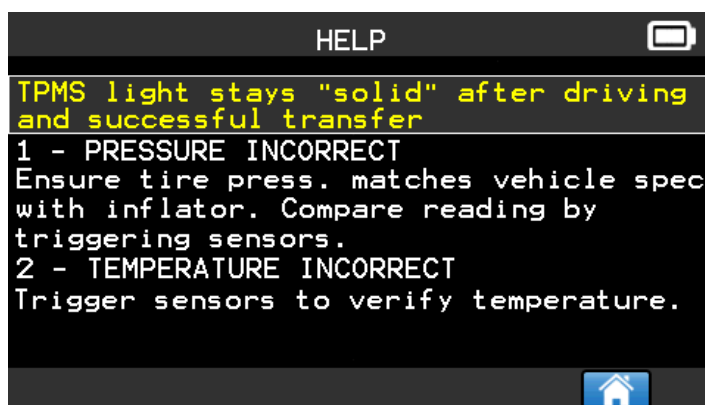 HELP
TPMS light stays "solid" after driving
and successful transfer
1 - PRESSURE INCORRECT
Ensure tire press. matches vehicle spec
with inflator. Compare reading by
triggering sensors.
2 - TEMPERATURE INCORRECT
Trigger sensors to verify temperature.